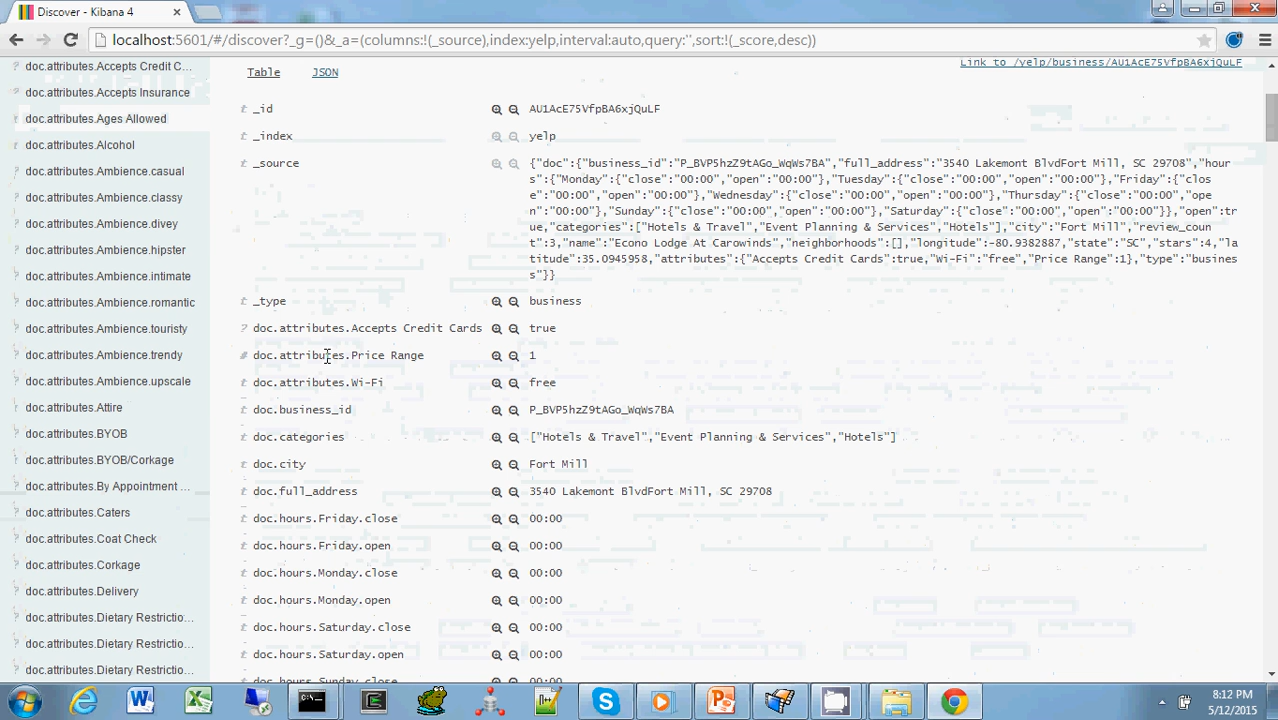 Discover - Kibana 4
localhost:5601/#/discover?_g=()&_a=(columns:!(_source),index:yelp,interval:auto,query:'',sort:!(_score,desc))
doc.attributes.Accepts Credit C...
doc.attributes.Accepts Insurance
doc.attributes.Ages Allowed
doc.attributes.Alcohol
doc.attributes.Ambience.casual
doc.attributes.Ambience.classy
doc.attributes.Ambience.divey
doc.attributes.Ambience.hipster
doc.attributes.Ambience.intimate
doc.attributes.Ambience.romantic
doc.attributes.Ambience.touristy
doc.attributes.Ambience.trendy
doc.attributes.Ambience.upscale
doc.attributes.Attire
doc.attributes.BYOB
doc.attributes.BYOB/Corkage
doc.attributes.By Appointment ...
doc.attributes.Caters
doc.attributes.Coat Check
doc.attributes.Corkage
doc.attributes.Delivery
doc.attributes.Dietary Restrictio...
doc.attributes.Dietary Restrictio...
doc.attributes.Dietary Restrictio...
Table JSON
Link to /yelp/business/AU1AcE75VfpBA6xjQuLF
t _id AU1AcE75VfpBA6xjQuLF
t _index yelp
t _source {"doc":{"business_id":"P_BVP5hzZ9tAGo_WqWs7BA","full_address":"3540 Lakemont BlvdFort Mill, SC 29708","hour
s":{"Monday":{"close":"00:00","open":"00:00"},"Tuesday":{"close":"00:00","open":"00:00"},"Friday":{"clos
e":"00:00","open":"00:00"},"Wednesday":{"close":"00:00","open":"00:00"},"Thursday":{"close":"00:00","ope
n":"00:00"},"Sunday":{"close":"00:00","open":"00:00"},"Saturday":{"close":"00:00","open":"00:00"}},"open":tr
ue,"categories":["Hotels & Travel","Event Planning & Services","Hotels"],"city":"Fort Mill","review_coun
t":3,"name":"Econo Lodge At Carowinds","neighborhoods":[],"longitude":-80.9382887,"state":"SC","stars":4,"la
titude":35.0945958,"attributes":{"Accepts Credit Cards":true,"Wi-Fi":"free","Price Range":1},"type":"busines
s"}}
t _type business
? doc.attributes.Accepts Credit Cards true
# doc.attributes.Price Range 1
t doc.attributes.Wi-Fi free
t doc.business_id P_BVP5hzZ9tAGo_WqWs7BA
t doc.categories ["Hotels & Travel","Event Planning & Services","Hotels"]
t doc.city Fort Mill
t doc.full_address 3540 Lakemont BlvdFort Mill, SC 29708
t doc.hours.Friday.close 00:00
t doc.hours.Friday.open 00:00
t doc.hours.Monday.close 00:00
t doc.hours.Monday.open 00:00
t doc.hours.Saturday.close 00:00
t doc.hours.Saturday.open 00:00
t doc.hours.Sunday.close 00:00
8:12 PM
5/12/2015